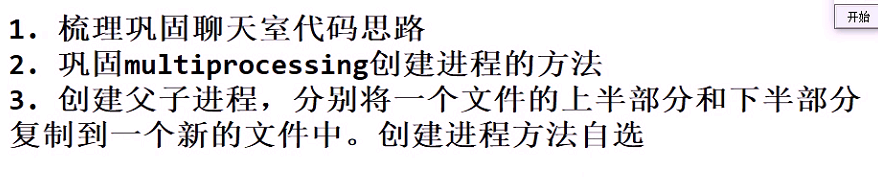 开始
1. 梳理巩固聊天室代码思路
2. 巩固multiprocessing创建进程的方法
3. 创建父子进程，分别将一个文件的上半部分和下半部分
复制到一个新的文件中。创建进程方法自选